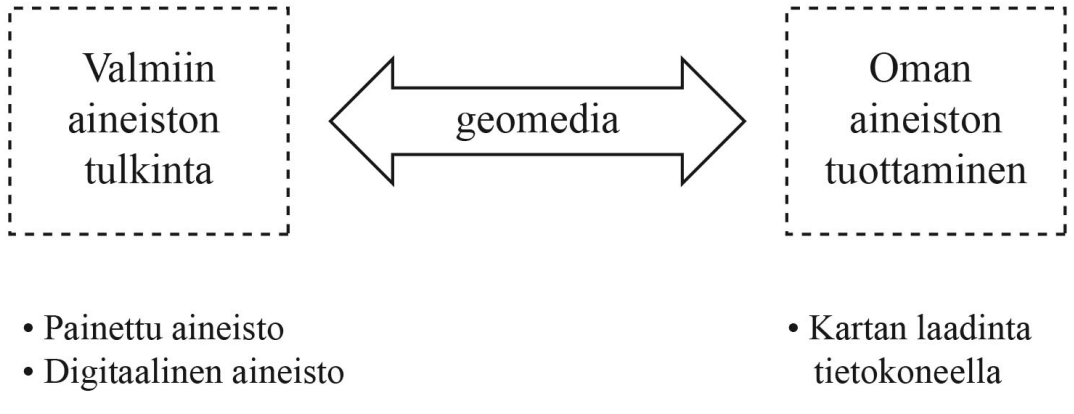 Valmiin
aineiston
tulkinta
geomedia
Oman
aineiston
tuottaminen
• Painettu aineisto
• Digitaalinen aineisto
• Kartan laadinta
tietokoneella